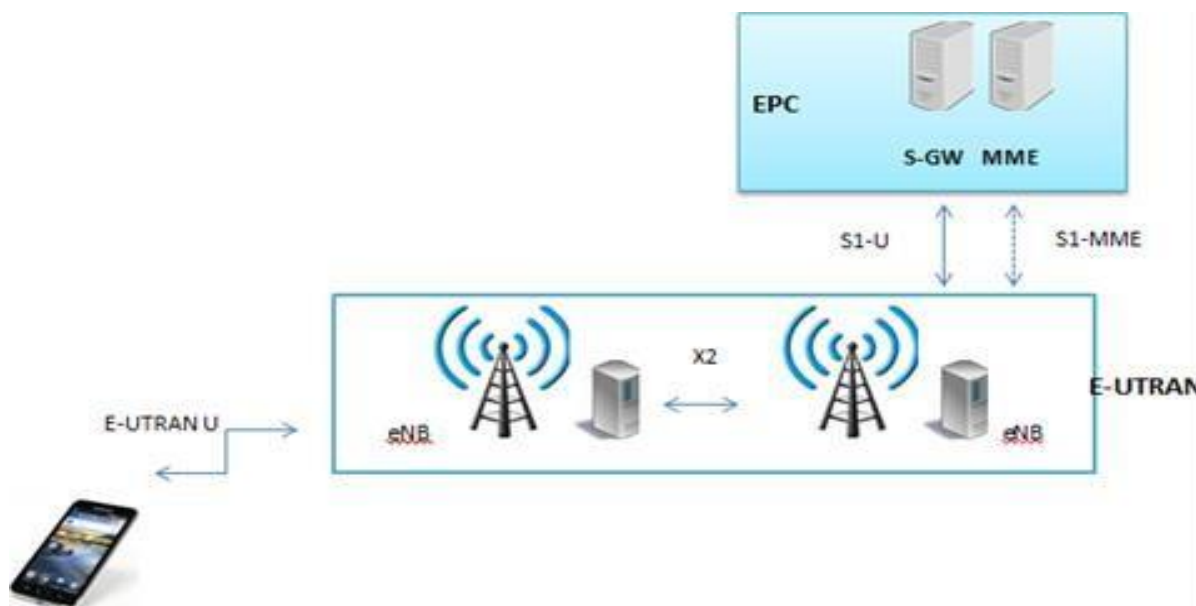 EPC
S-GW MME
S1-U
S1-MME
X2
E-UTRAN
E-UTRAN U
eNB
eNB